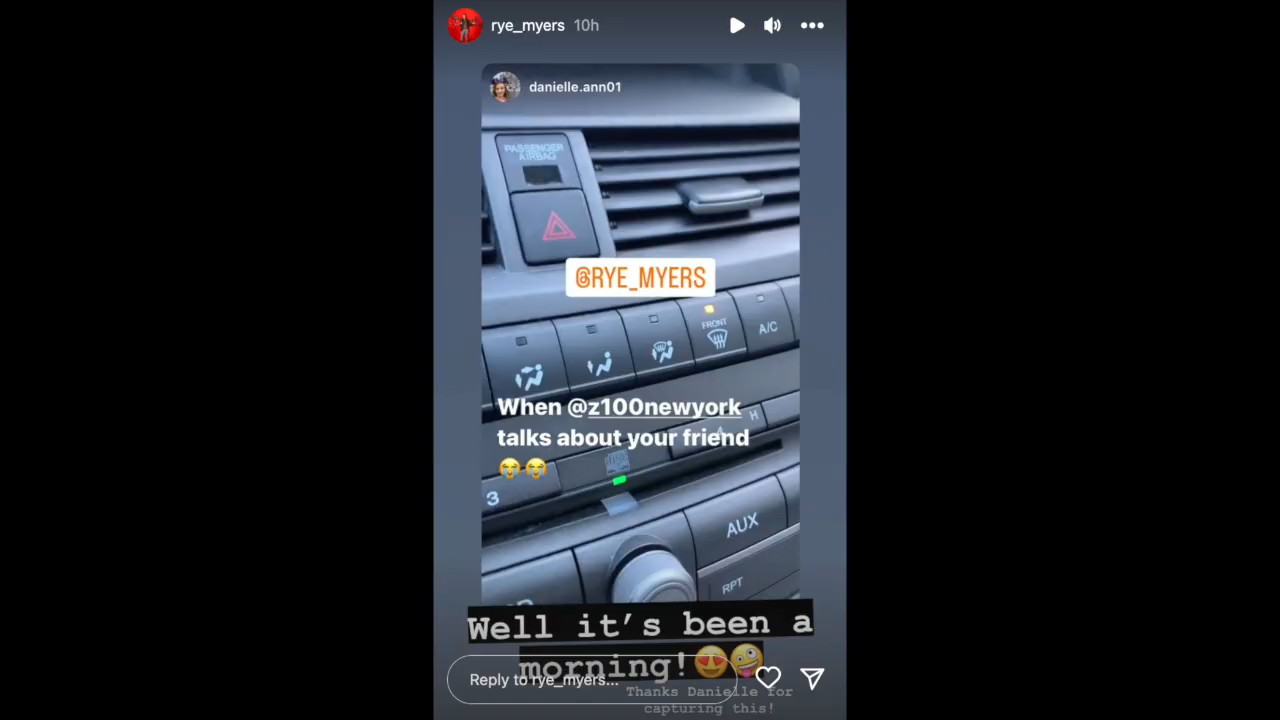 rye_myers 10h
danielle.ann01
PASSENGER
AIRBAG
@RYE_MYERS
FRONT
A/C
When @z100newyork
H
talks about your friend
4
😭😭
3
AUX
RPT
Well it's been a
morning!😍🤪
Reply to rye_myers...
Thanks Danielle for
capturing this!